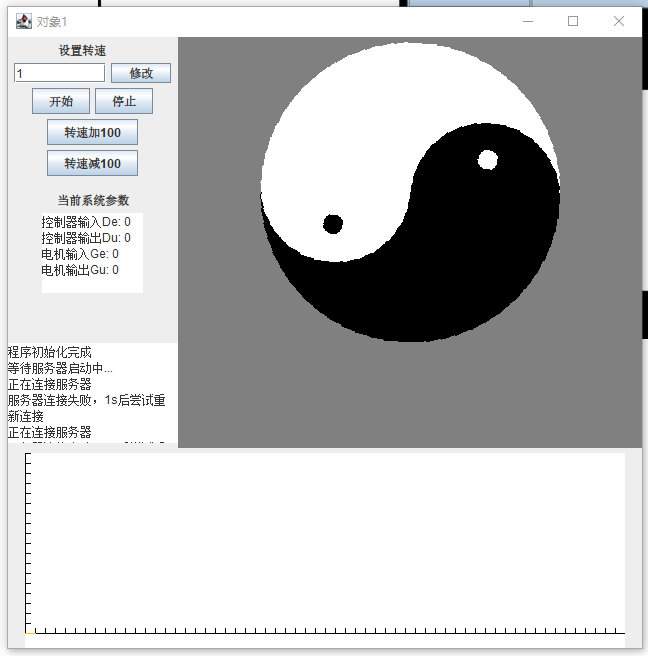 对象1
设置转速
1
修改
开始
停止
转速加100
转速减100
当前系统参数
控制器输入De: 0
控制器输出Du: 0
电机输入Ge: 0
电机输出Gu: 0
程序初始化完成
等待服务器启动中...
正在连接服务器
服务器连接失败，1s后尝试重
新连接
正在连接服务器